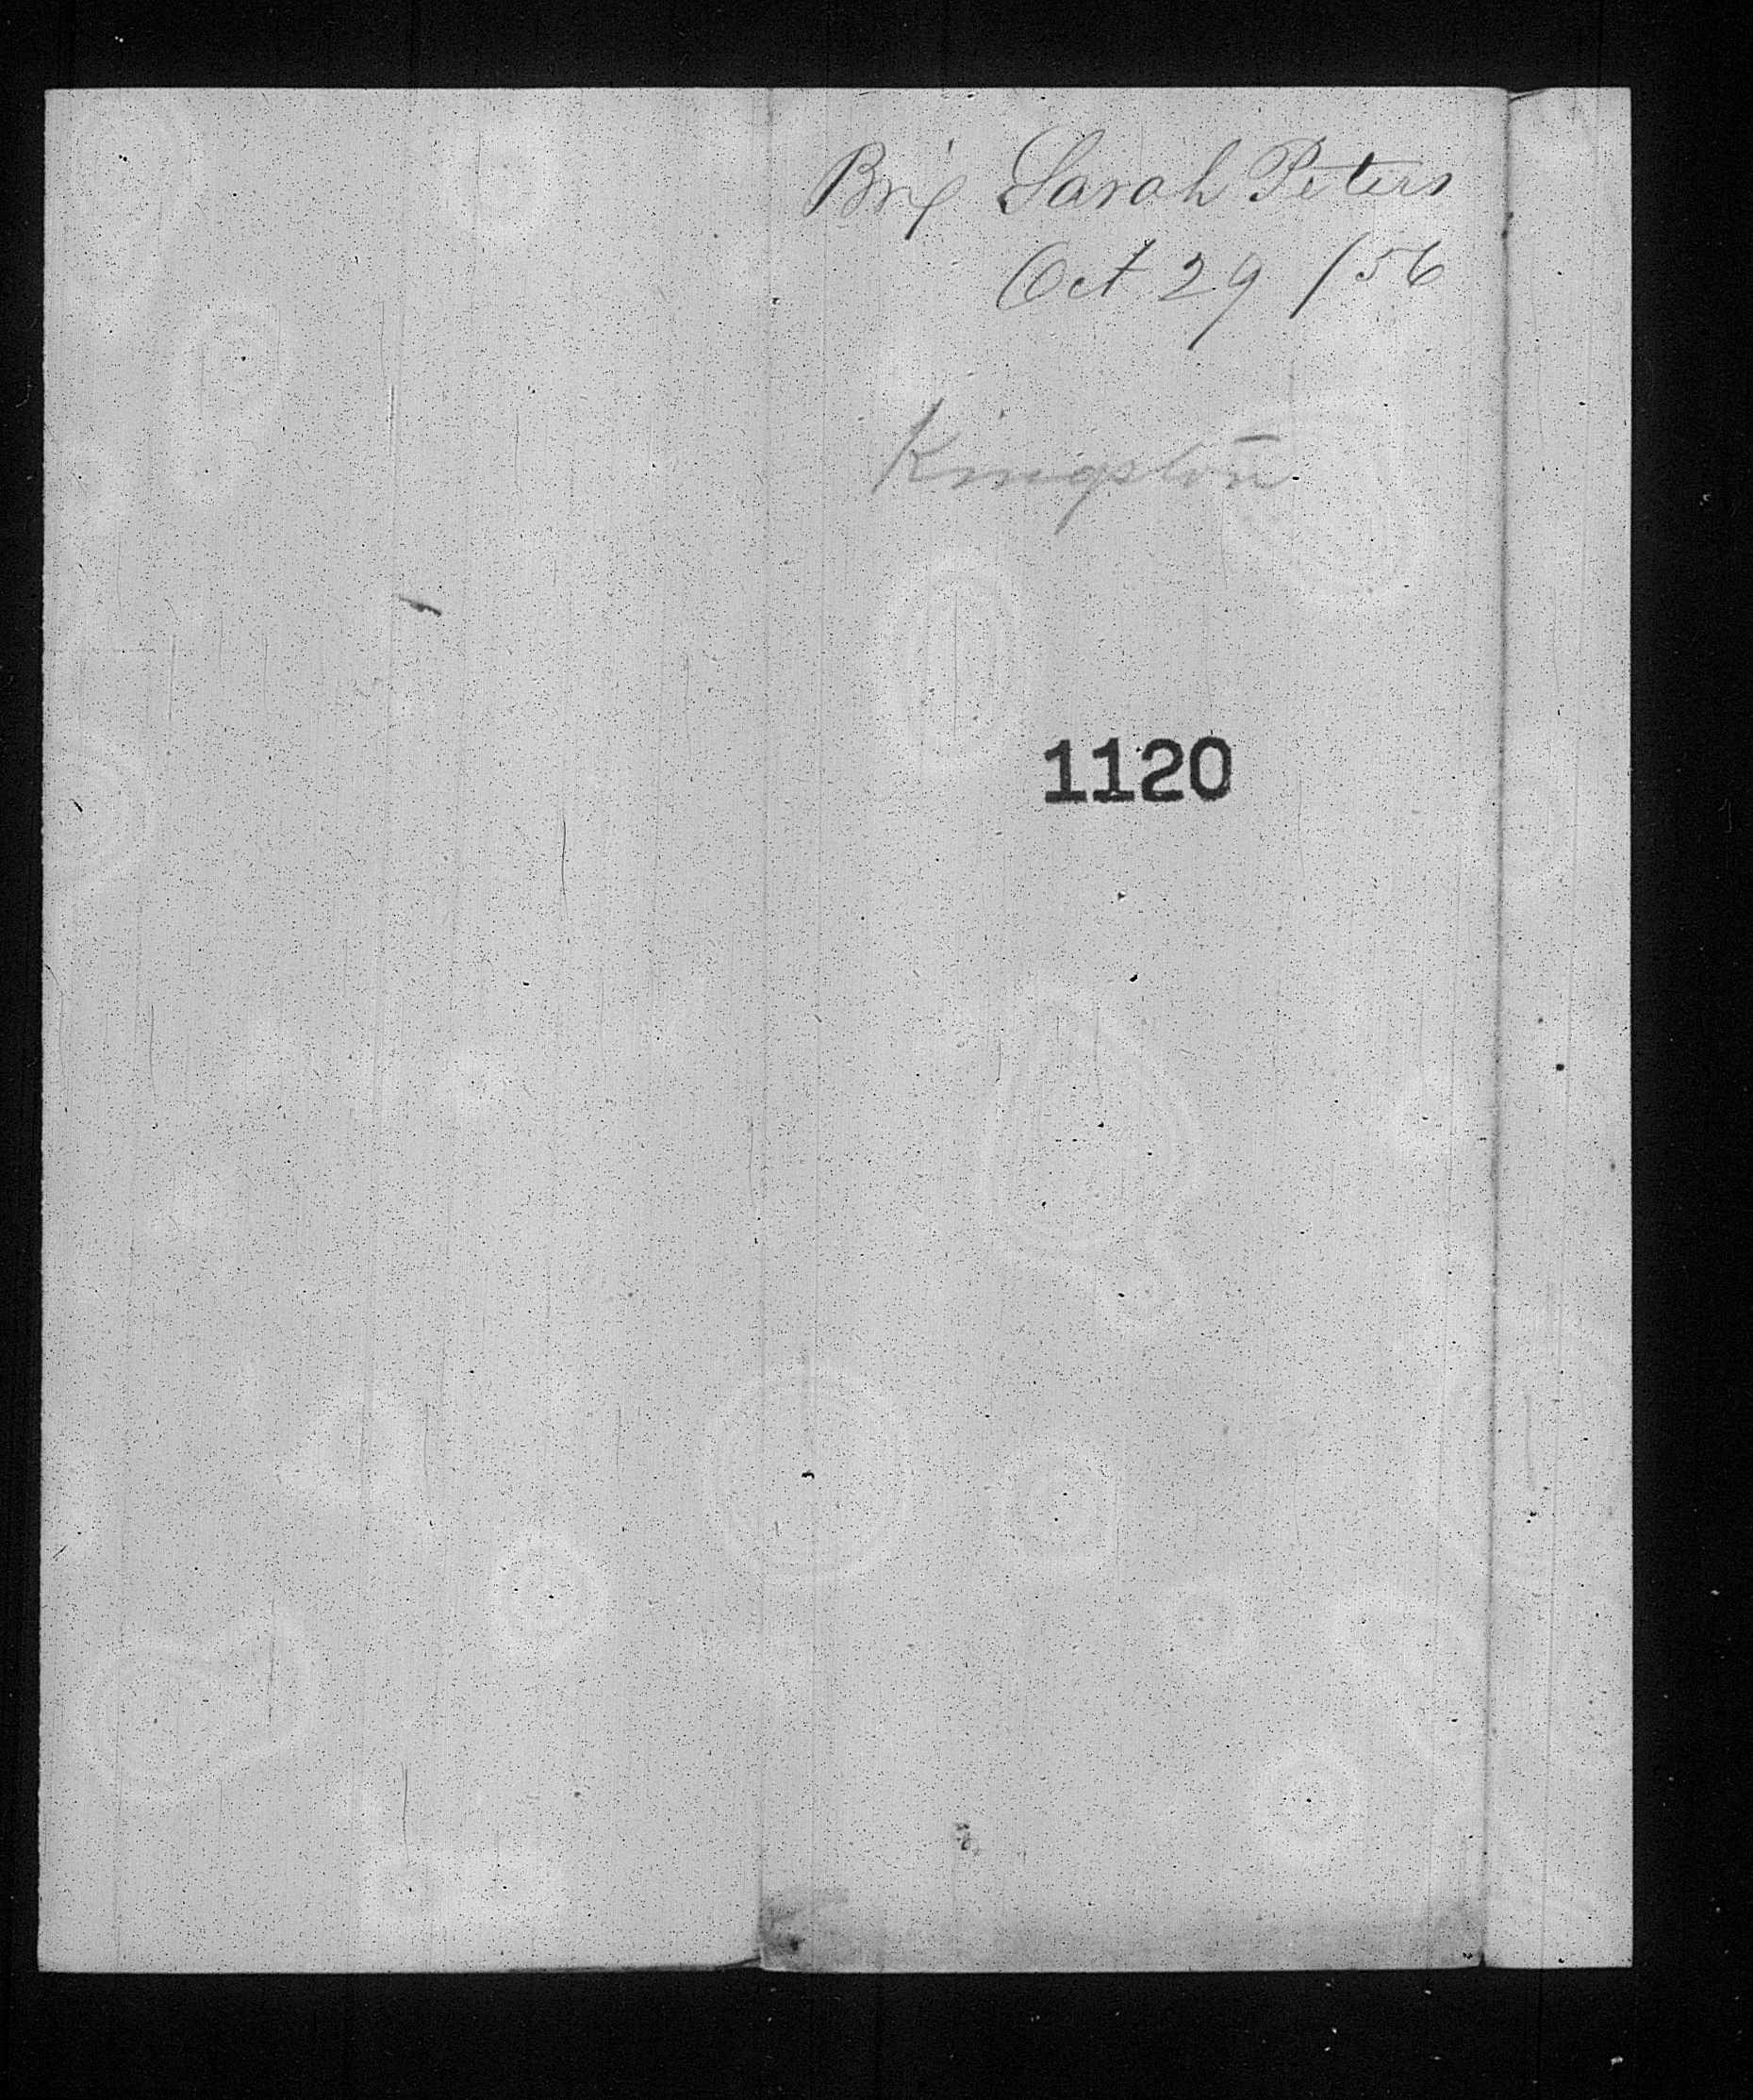 Brig Sarah Peters
Oct 29 /56
Kingston
1120